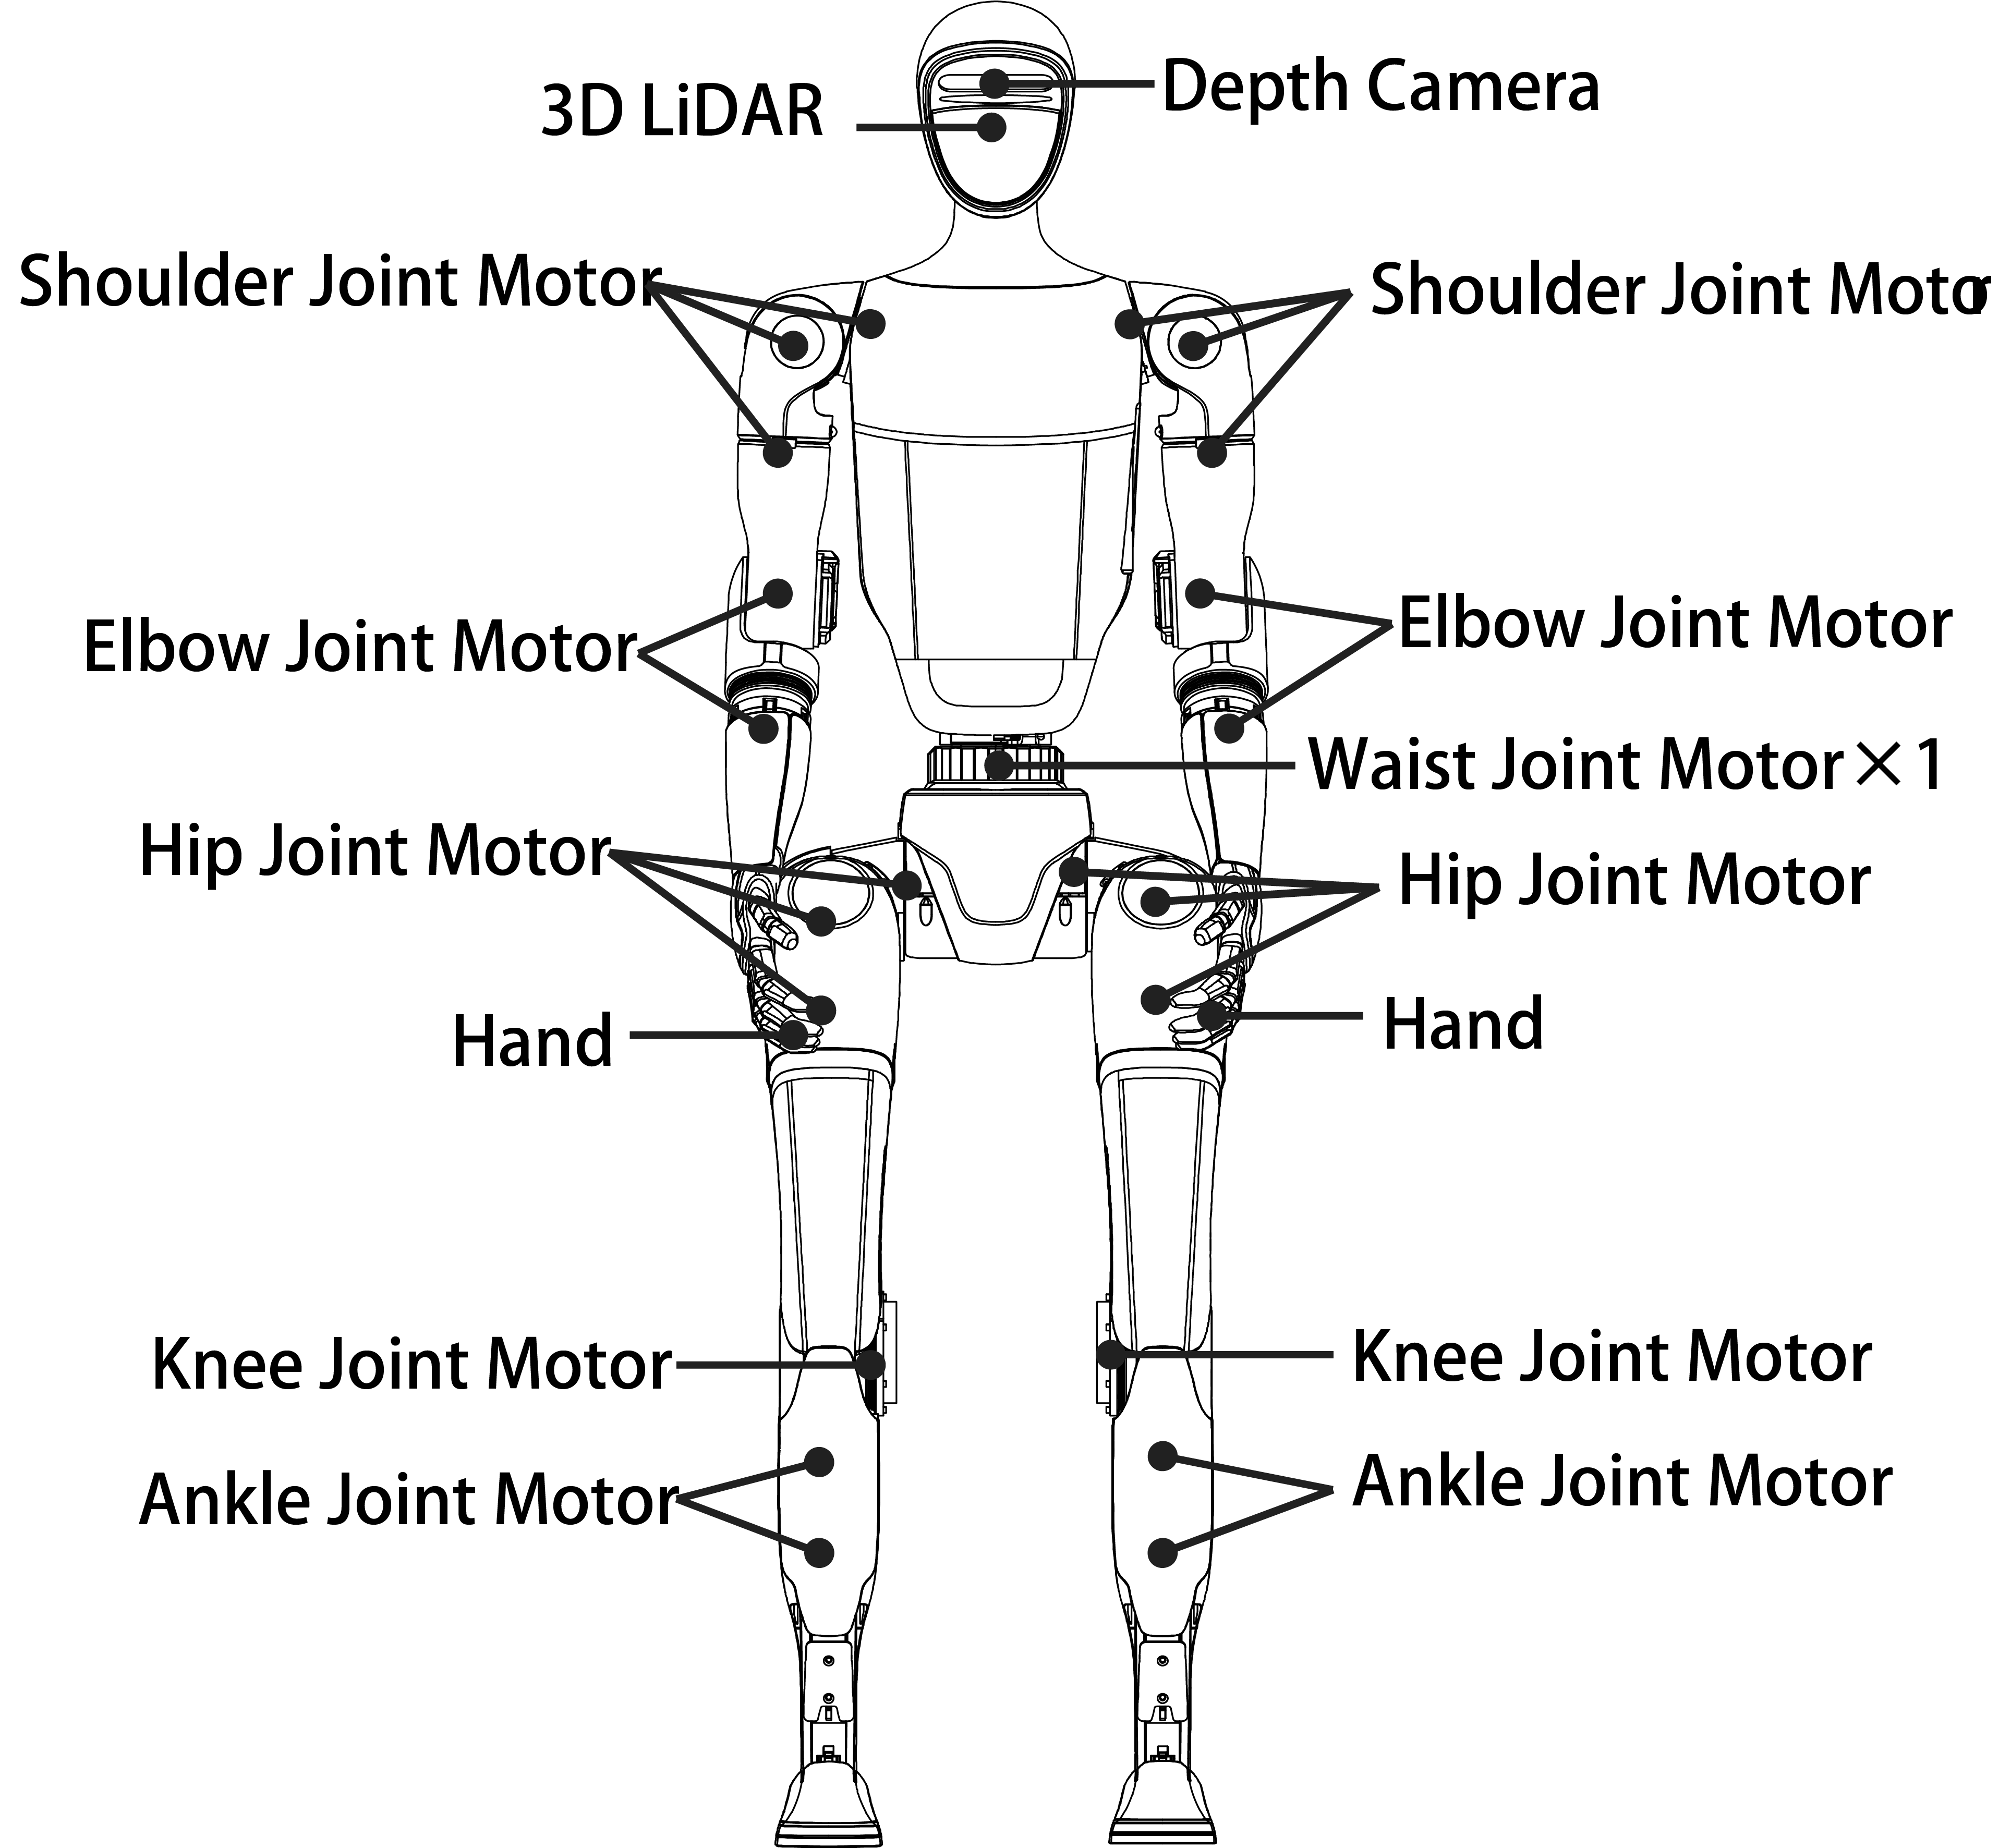 Depth Camera
3D LiDAR
Shoulder Joint Motor
Shoulder Joint Motor
Elbow Joint Motor
Elbow Joint Motor
Waist Joint Motor×1
Hip Joint Motor
Hip Joint Motor
Hand
Hand
Knee Joint Motor
Knee Joint Motor
Ankle Joint Motor
Ankle Joint Motor